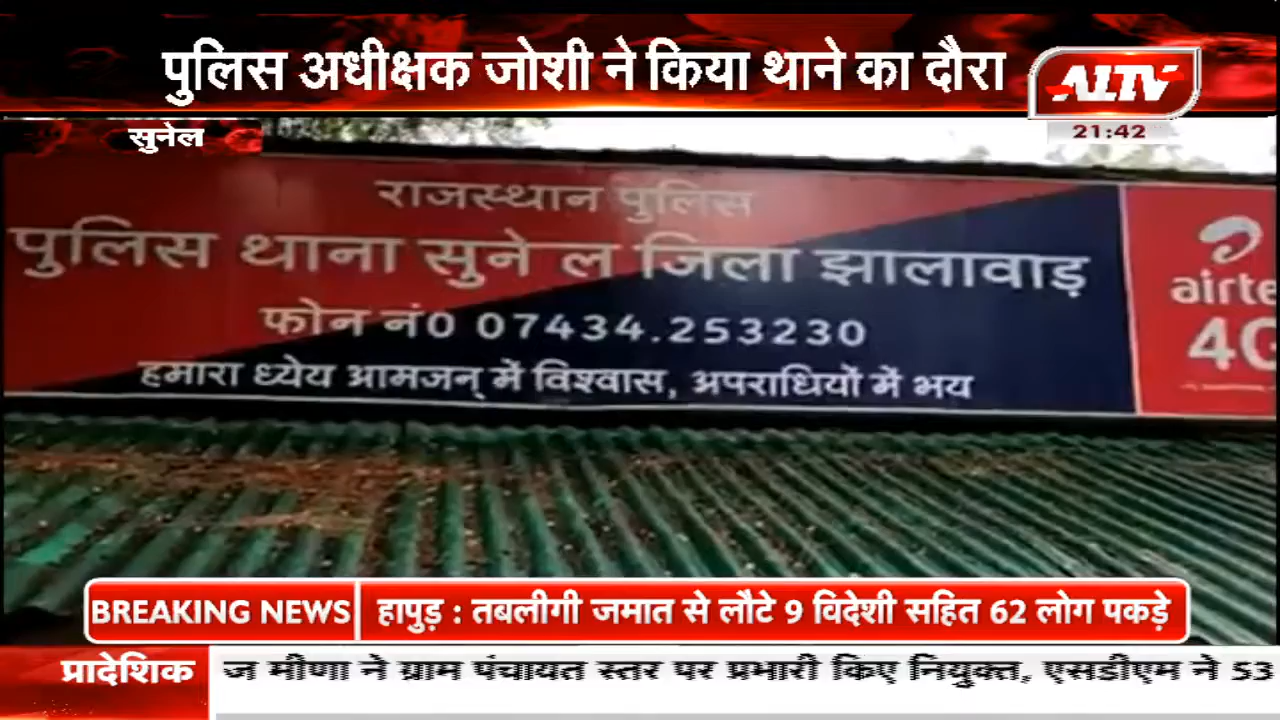 पुलिस अधीक्षक जोशी ने किया थाने का दौरा
ALTV
21:42
सुनेल
राजस्थान पुलिस
पुलिस थाना सुनेल जिला झालावाड़
फोन नं0 07434.253230
हमारा ध्येय आमजन् में विश्वास, अपराधियों में भय
airte
4G
BREAKING NEWS
हापुड़ : तबलीगी जमात से लौटे 9 विदेशी सहित 62 लोग पकड़े
प्रादेशिक
ज मीणा ने ग्राम पंचायत स्तर पर प्रभारी किए नियुक्त, एसडीएम ने 53